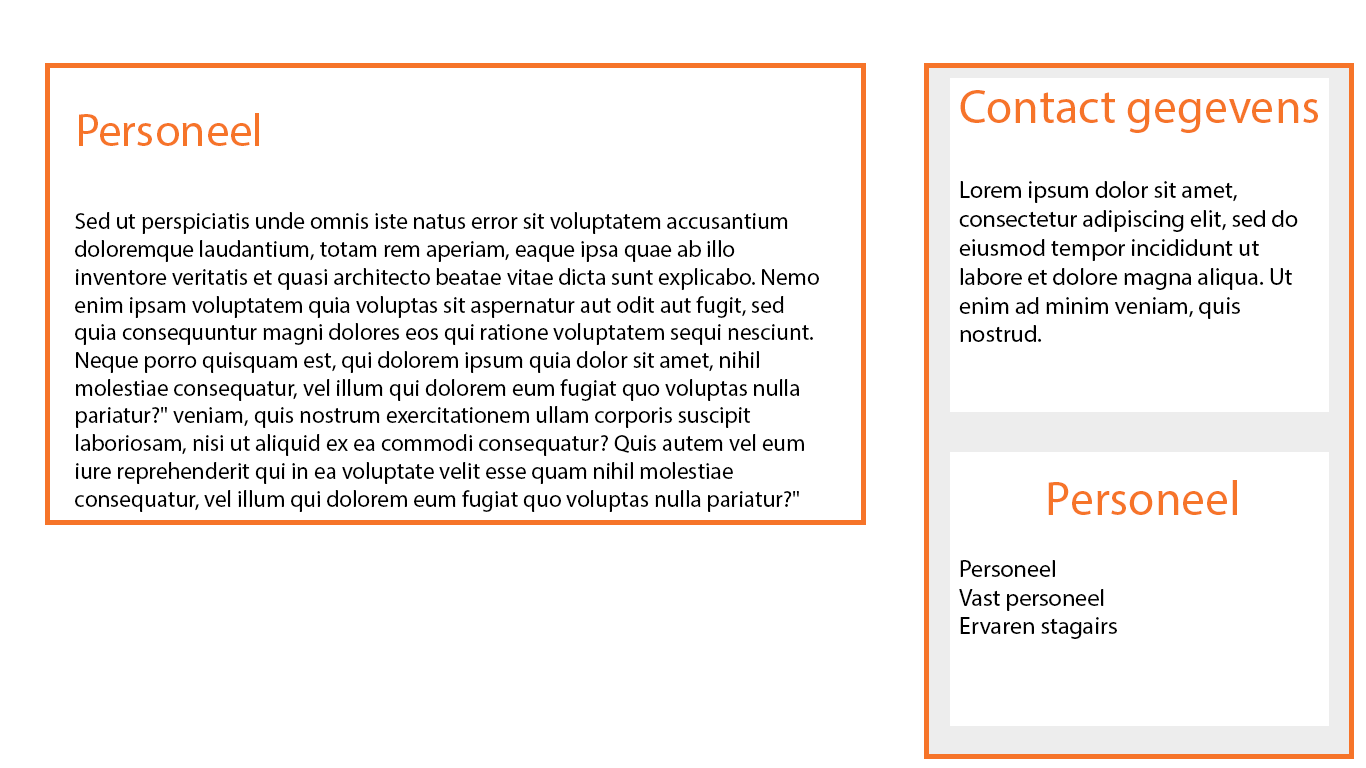 Personeel
Sed ut perspiciatis unde omnis iste natus error sit voluptatem accusantium
doloremque laudantium, totam rem aperiam, eaque ipsa quae ab illo
inventore veritatis et quasi architecto beatae vitae dicta sunt explicabo. Nemo
enim ipsam voluptatem quia voluptas sit aspernatur aut odit aut fugit, sed
quia consequuntur magni dolores eos qui ratione voluptatem sequi nesciunt.
Neque porro quisquam est, qui dolorem ipsum quia dolor sit amet, nihil
molestiae consequatur, vel illum qui dolorem eum fugiat quo voluptas nulla
pariatur?" veniam, quis nostrum exercitationem ullam corporis suscipit
laboriosam, nisi ut aliquid ex ea commodi consequatur? Quis autem vel eum
iure reprehenderit qui in ea voluptate velit esse quam nihil molestiae
consequatur, vel illum qui dolorem eum fugiat quo voluptas nulla pariatur?"
Contact gegevens
Lorem ipsum dolor sit amet,
consectetur adipiscing elit, sed do
eiusmod tempor incididunt ut
labore et dolore magna aliqua. Ut
enim ad minim veniam, quis
nostrud.
Personeel
Personeel
Vast personeel
Ervaren stagairs